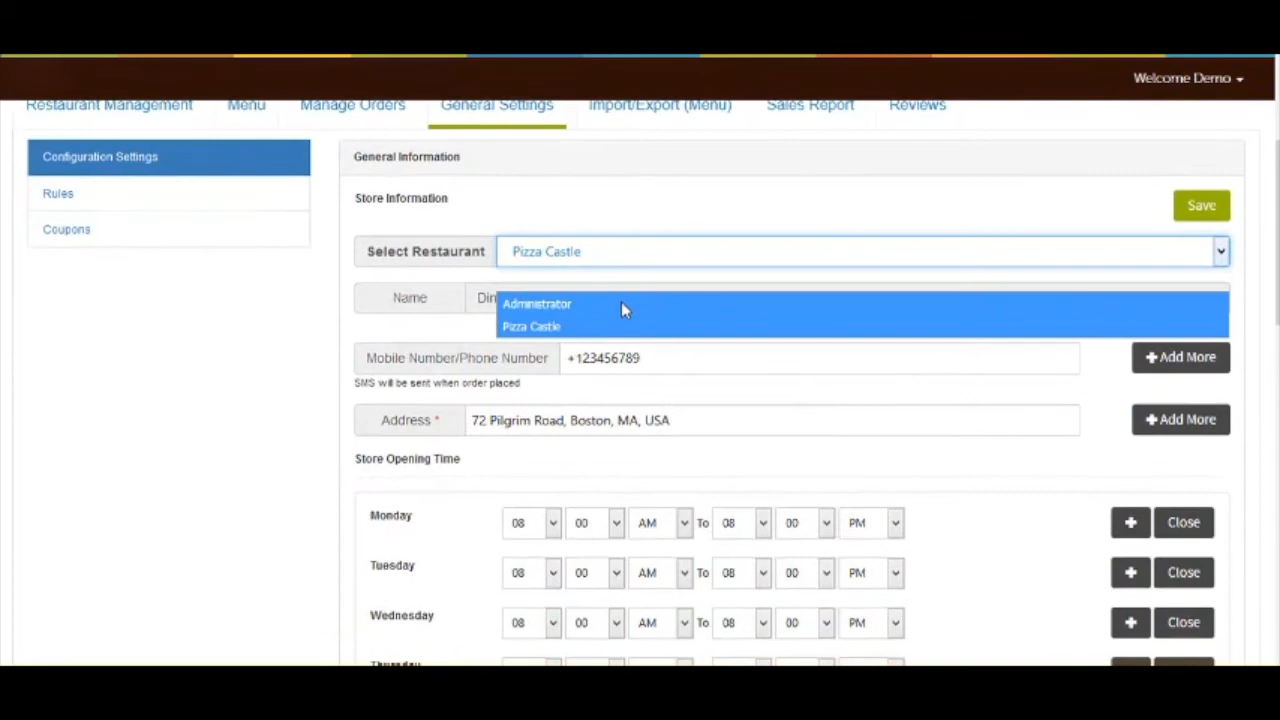 Welcome Demo
Restaurant Management Menu Manage Orders General Settings Import/Export (Menu) Sales Report Reviews
Configuration Settings
Rules
Coupons
General Information
Store Information
Save
Select Restaurant Pizza Castle
Name Din
Administrator
Pizza Castle
Mobile Number/Phone Number +123456789 + Add More
SMS will be sent when order placed
Address * 72 Pilgrim Road, Boston, MA, USA + Add More
Store Opening Time
Monday 08 00 AM To 08 00 PM + Close
Tuesday 08 00 AM To 08 00 PM + Close
Wednesday 08 00 AM To 08 00 PM + Close
Thursday